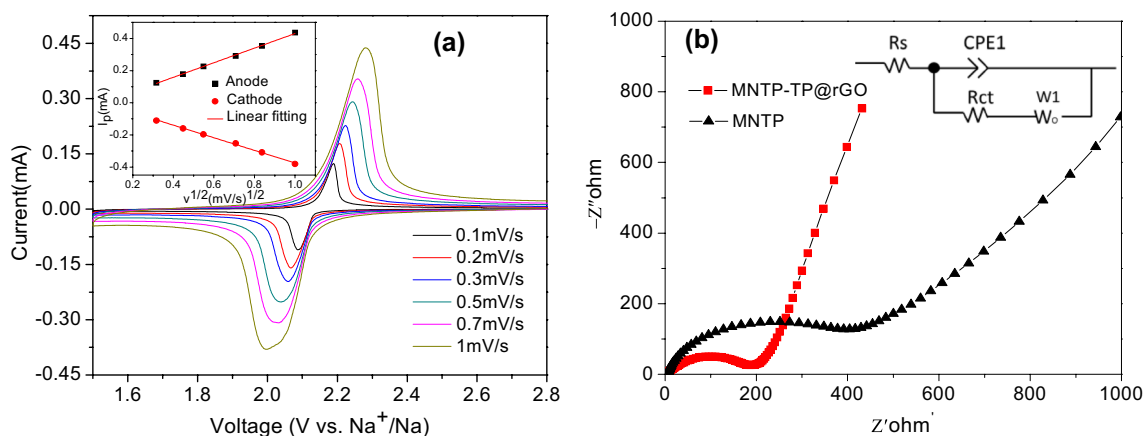 (a)
0.45
0.30
0.15
0.00
-0.15
-0.30
-0.45
Current(mA)
1.6
1.8
2.0
2.2
2.4
2.6
2.8
Voltage (V vs. Na⁺/Na)
0.1mV/s
0.2mV/s
0.3mV/s
0.5mV/s
0.7mV/s
1mV/s
0.4
0.2
0.0
-0.2
-0.4
Iₚ(mA)
0.2
0.4
0.6
0.8
1.0
v^1/2(mV/s)^1/2
Anode
Cathode
Linear fitting
(b)
1000
800
600
400
200
0
-Z''ohm
0
200
400
600
800
1000
Z'ohm'
MNTP-TP@rGO
MNTP
Rs
CPE1
Rct
W1
o